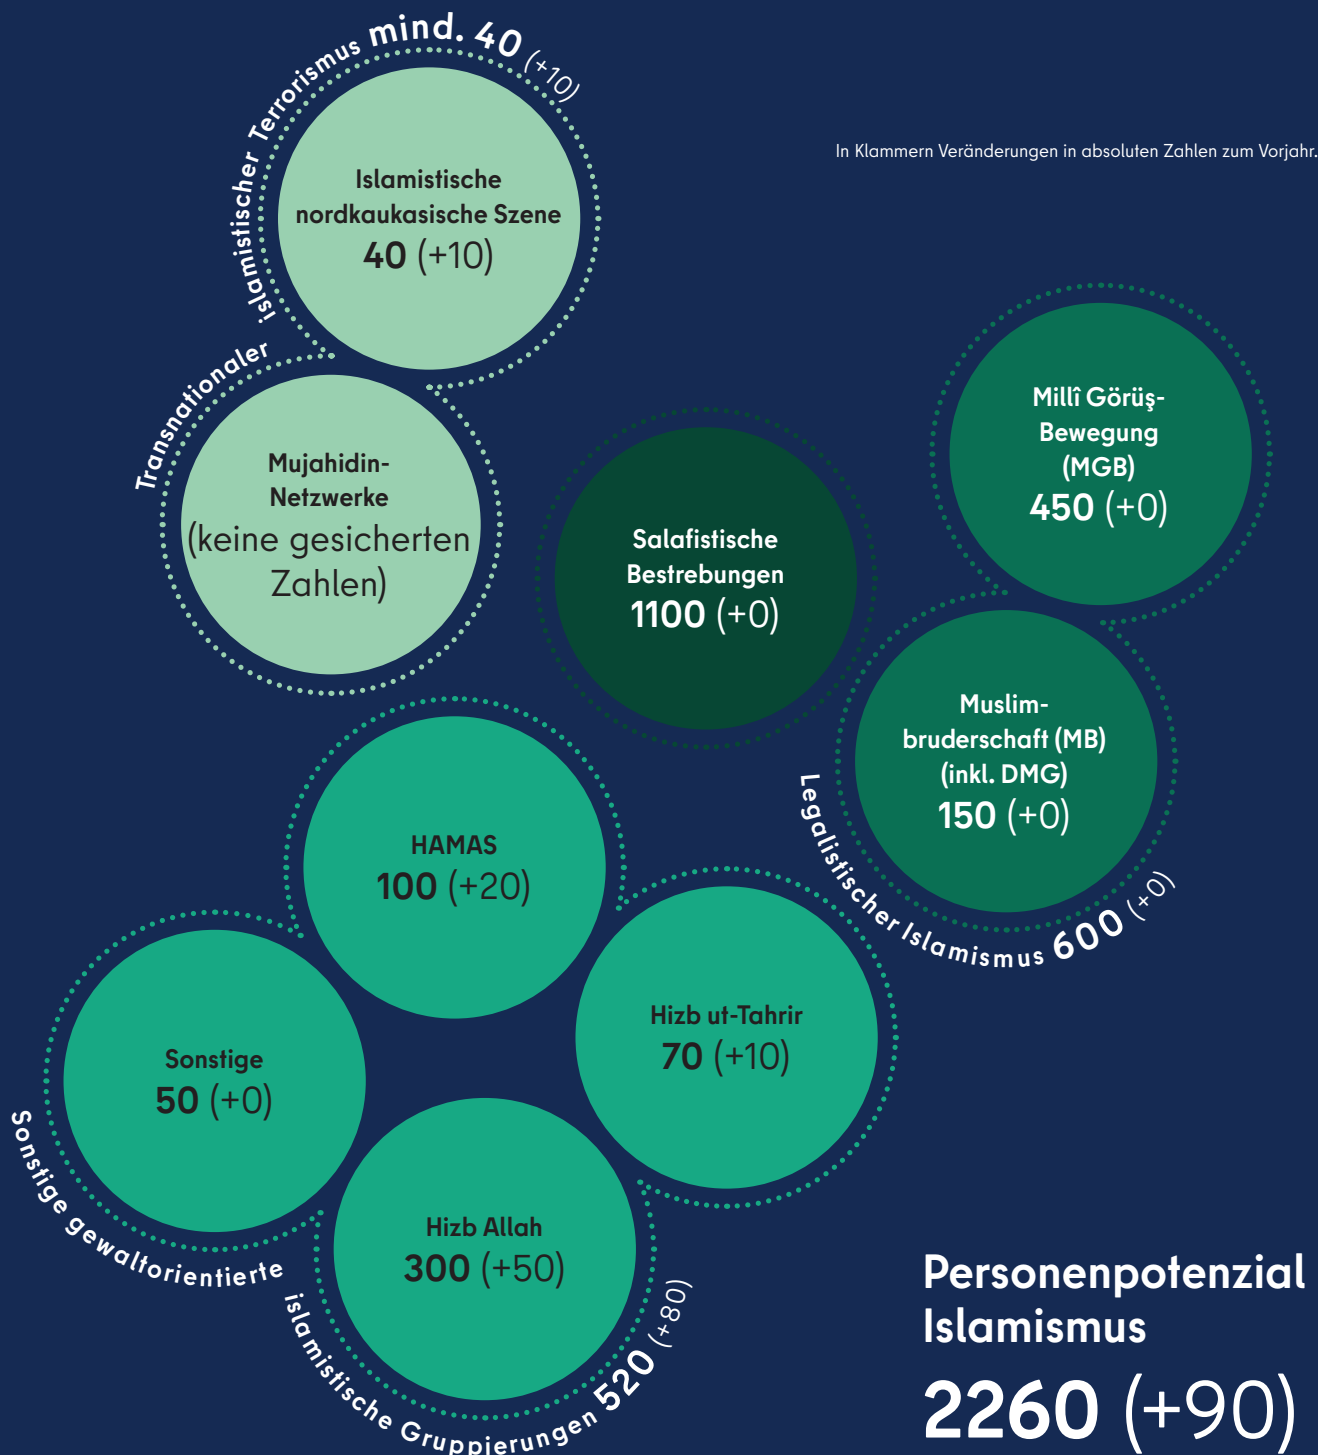 Transnationaler islamistischer Terrorismus mind. 40 (+10)
In Klammern Veränderungen in absoluten Zahlen zum Vorjahr.
Islamistische
nordkaukasische Szene
40 (+10)
Mujahidin-
Netzwerke
(keine gesicherten
Zahlen)
Salafistische
Bestrebungen
1100 (+0)
Millî Görüş-
Bewegung
(MGB)
450 (+0)
Muslim-
bruderschaft (MB)
(inkl. DMG)
150 (+0)
Legalistischer Islamismus 600 (+0)
HAMAS
100 (+20)
Hizb ut-Tahrir
70 (+10)
Sonstige
50 (+0)
Hizb Allah
300 (+50)
Sonstige gewaltorientierte islamistische Gruppierungen 520 (+80)
Personenpotenzial
Islamismus
2260 (+90)